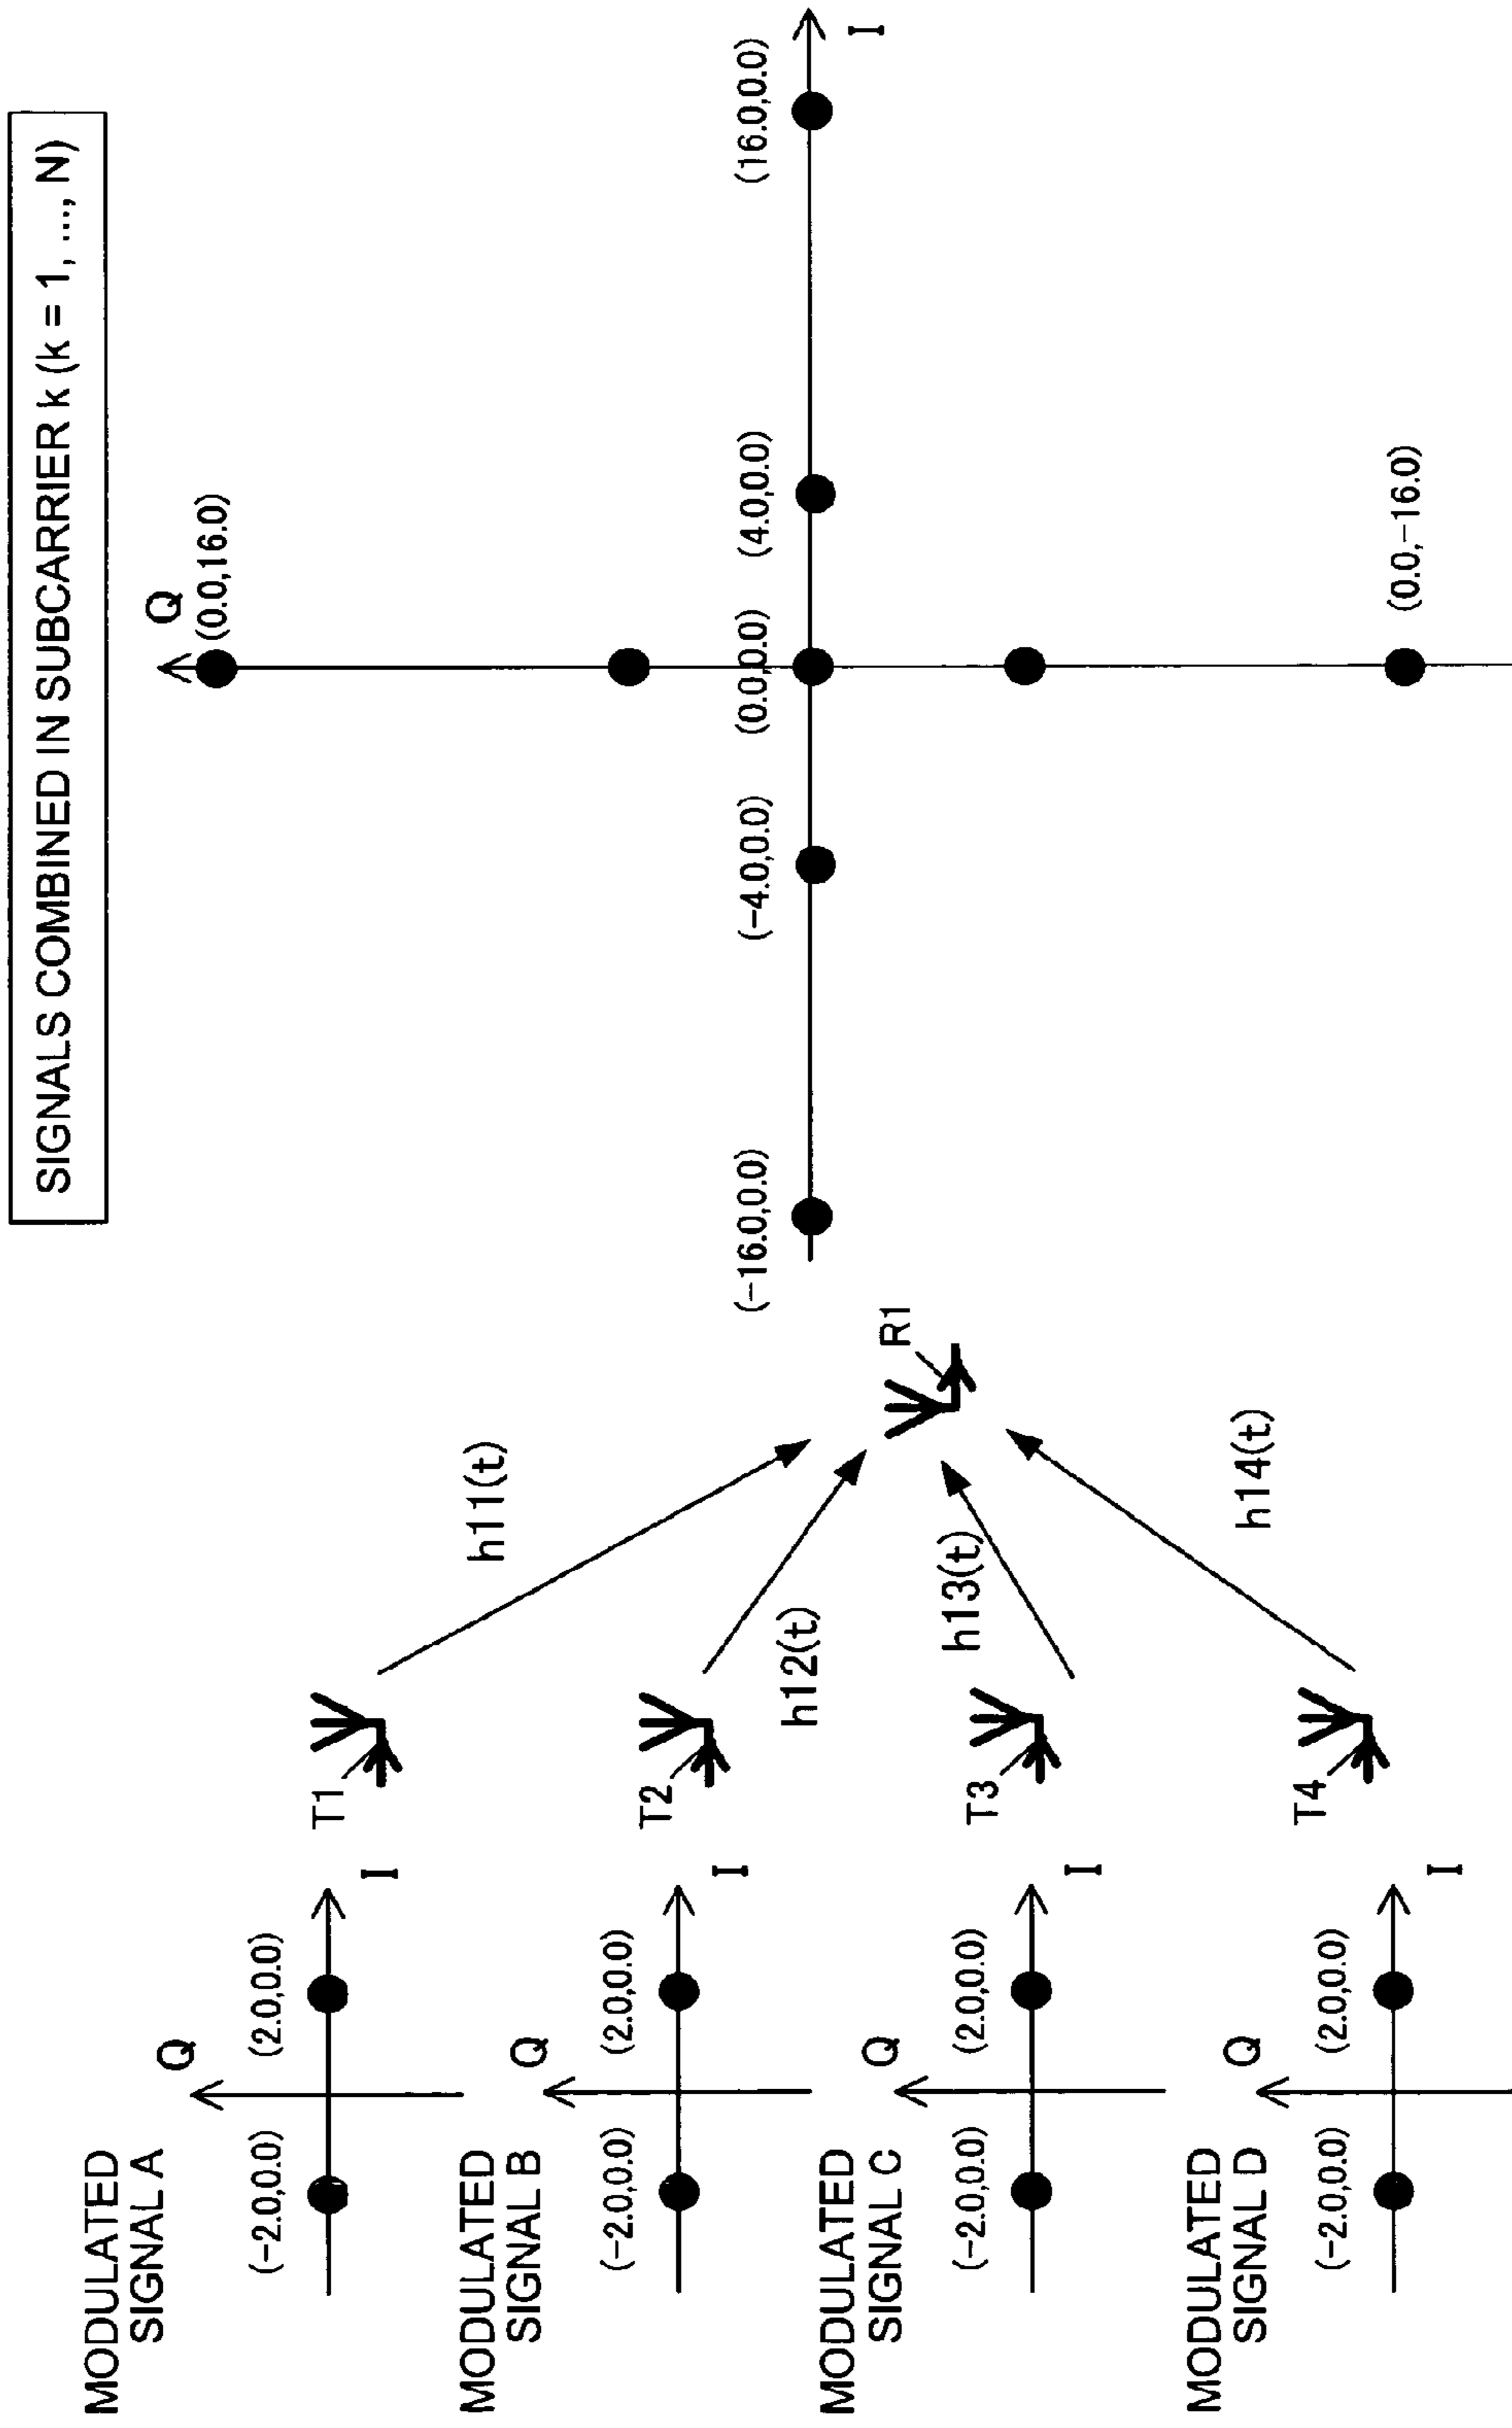 MODULATED
SIGNAL A
Q
(-2.0,0.0)
(2.0,0.0)
I
MODULATED
SIGNAL B
Q
(-2.0,0.0)
(2.0,0.0)
I
MODULATED
SIGNAL C
Q
(-2.0,0.0)
(2.0,0.0)
I
MODULATED
SIGNAL D
Q
(-2.0,0.0)
(2.0,0.0)
I
T1
T2
T3
T4
h11(t)
h12(t)
h13(t)
h14(t)
R1
SIGNALS COMBINED IN SUBCARRIER k (k = 1, ..., N)
Q
(0.0,16.0)
(-16.0,0.0)
(-4.0,0.0)
(0.0,0.0)
(4.0,0.0)
(16.0,0.0)
I
(0.0,-16.0)